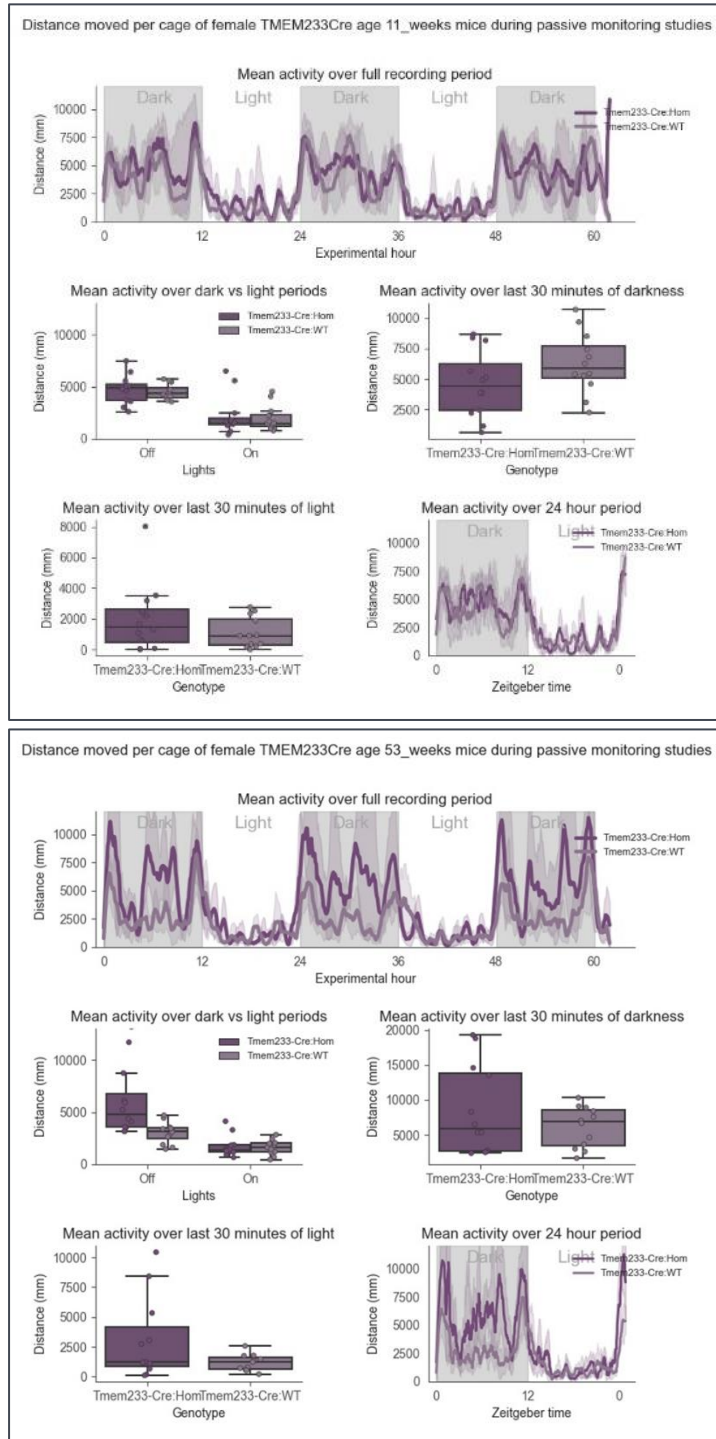 Distance moved per cage of female TMEM233Cre age 11_weeks mice during passive monitoring studies
Mean activity over full recording period
Dark Light Dark Light Dark
Tmem233-Cre:Hom
Tmem233-Cre:WT
Distance (mm)
10000
7500
5000
2500
0
0 12 24 36 48 60
Experimental hour
Mean activity over dark vs light periods
Tmem233-Cre:Hom
Tmem233-Cre:WT
Distance (mm)
10000
5000
0
Off On
Lights
Mean activity over last 30 minutes of darkness
Distance (mm)
10000
7500
5000
2500
Tmem233-Cre:Hom Tmem233-Cre:WT
Genotype
Mean activity over last 30 minutes of light
Distance (mm)
8000
6000
4000
2000
0
Tmem233-Cre:Hom Tmem233-Cre:WT
Genotype
Mean activity over 24 hour period
Dark Light
Tmem233-Cre:Hom
Tmem233-Cre:WT
Distance (mm)
10000
7500
5000
2500
0
0 12 0
Zeitgeber time
Distance moved per cage of female TMEM233Cre age 53_weeks mice during passive monitoring studies
Mean activity over full recording period
Dark Light Dark Light Dark
Tmem233-Cre:Hom
Tmem233-Cre:WT
Distance (mm)
10000
7500
5000
2500
0
0 12 24 36 48 60
Experimental hour
Mean activity over dark vs light periods
Tmem233-Cre:Hom
Tmem233-Cre:WT
Distance (mm)
10000
5000
0
Off On
Lights
Mean activity over last 30 minutes of darkness
Distance (mm)
20000
15000
10000
5000
Tmem233-Cre:Hom Tmem233-Cre:WT
Genotype
Mean activity over last 30 minutes of light
Distance (mm)
10000
7500
5000
2500
0
Tmem233-Cre:Hom Tmem233-Cre:WT
Genotype
Mean activity over 24 hour period
Dark Light
Tmem233-Cre:Hom
Tmem233-Cre:WT
Distance (mm)
10000
7500
5000
2500
0
0 12 0
Zeitgeber time